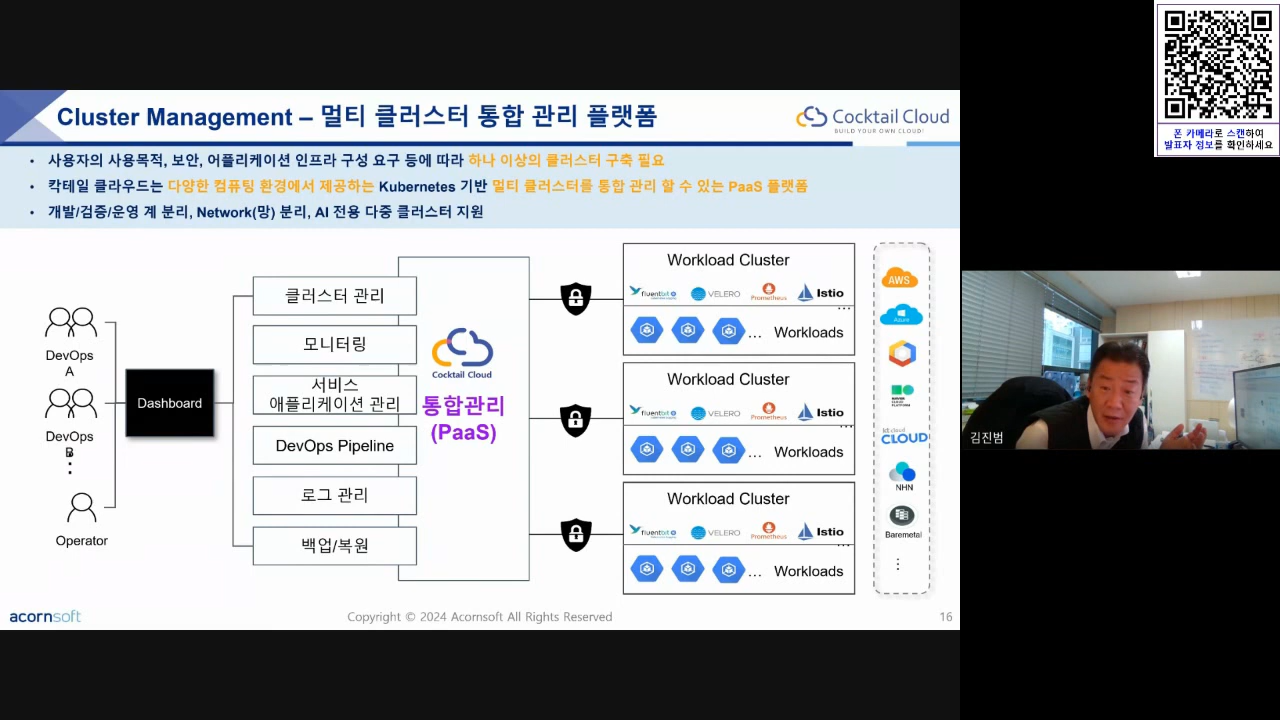 Cluster Management – 멀티 클러스터 통합 관리 플랫폼
Cocktail Cloud
BUILD YOUR OWN CLOUD!
• 사용자의 사용목적, 보안, 어플리케이션 인프라 구성 요구 등에 따라 하나 이상의 클러스터 구축 필요
• 칵테일 클라우드는 다양한 컴퓨팅 환경에서 제공하는 Kubernetes 기반 멀티 클러스터를 통합 관리 할 수 있는 PaaS 플랫폼
• 개발/검증/운영 계 분리, Network(망) 분리, AI 전용 다중 클러스터 지원
DevOps
A
DevOps
B
⋮
Operator
Dashboard
클러스터 관리
모니터링
서비스
애플리케이션 관리
DevOps Pipeline
로그 관리
백업/복원
Cocktail Cloud
통합관리
(PaaS)
Workload Cluster
fluentbit VELERO Prometheus Istio
...
... Workloads
Workload Cluster
fluentbit VELERO Prometheus Istio
...
... Workloads
Workload Cluster
fluentbit VELERO Prometheus Istio
...
... Workloads
AWS
Azure
NAVER
CLOUD
PLATFORM
kt cloud
CLOUD
NHN
Baremetal
⋮
acornsoft
Copyright © 2024 Acornsoft All Rights Reserved
16
폰 카메라로 스캔하여
발표자 정보를 확인하세요
김진범